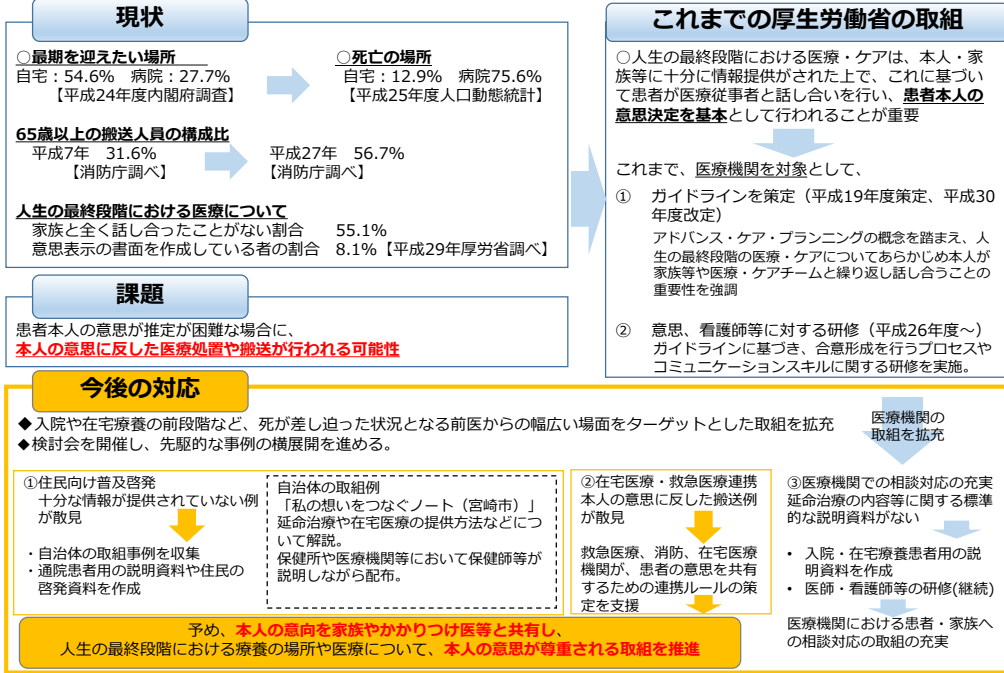 現状
○最期を迎えたい場所
自宅：54.6% 病院：27.7%
【平成24年度内閣府調査】
○死亡の場所
自宅：12.9% 病院75.6%
【平成25年度人口動態統計】
65歳以上の搬送人員の構成比
平成7年 31.6%
【消防庁調べ】
平成27年 56.7%
【消防庁調べ】
人生の最終段階における医療について
家族と全く話し合ったことがない割合 55.1%
意思表示の書面を作成している者の割合 8.1%【平成29年厚労省調べ】
課題
患者本人の意思が推定が困難な場合に、
本人の意思に反した医療処置や搬送が行われる可能性
これまでの厚生労働省の取組
○人生の最終段階における医療・ケアは、本人・家
族等に十分に情報提供がされた上で、これに基づい
て患者が医療従事者と話し合いを行い、患者本人の
意思決定を基本として行われることが重要
これまで、医療機関を対象として、
① ガイドラインを策定（平成19年度策定、平成30
年度改定）
アドバンス・ケア・プランニングの概念を踏まえ、人
生の最終段階の医療・ケアについてあらかじめ本人が
家族等や医療・ケアチームと繰り返し話し合うことの
重要性を強調
② 意思、看護師等に対する研修（平成26年度～）
ガイドラインに基づき、合意形成を行うプロセスや
コミュニケーションスキルに関する研修を実施。
今後の対応
◆入院や在宅療養の前段階など、死が差し迫った状況となる前医からの幅広い場面をターゲットとした取組を拡充
◆検討会を開催し、先駆的な事例の横展開を進める。
医療機関の
取組を拡充
①住民向け普及啓発
十分な情報が提供されていない例
が散見
・自治体の取組事例を収集
・通院患者用の説明資料や住民の
啓発資料を作成
自治体の取組例
「私の想いをつなぐノート（宮崎市）」
延命治療や在宅医療の提供方法などにつ
いて解説。
保健所や医療機関等において保健師等が
説明しながら配布。
②在宅医療・救急医療連携
本人の意思に反した搬送例
が散見
救急医療、消防、在宅医療
機関が、患者の意思を共有
するための連携ルールの策
定を支援
③医療機関での相談対応の充実
延命治療の内容等に関する標準
的な説明資料がない
• 入院・在宅療養患者用の説
明資料を作成
• 医師・看護師等の研修(継続)
医療機関における患者・家族へ
の相談対応の取組の充実
予め、本人の意向を家族やかかりつけ医等と共有し、
人生の最終段階における療養の場所や医療について、本人の意思が尊重される取組を推進